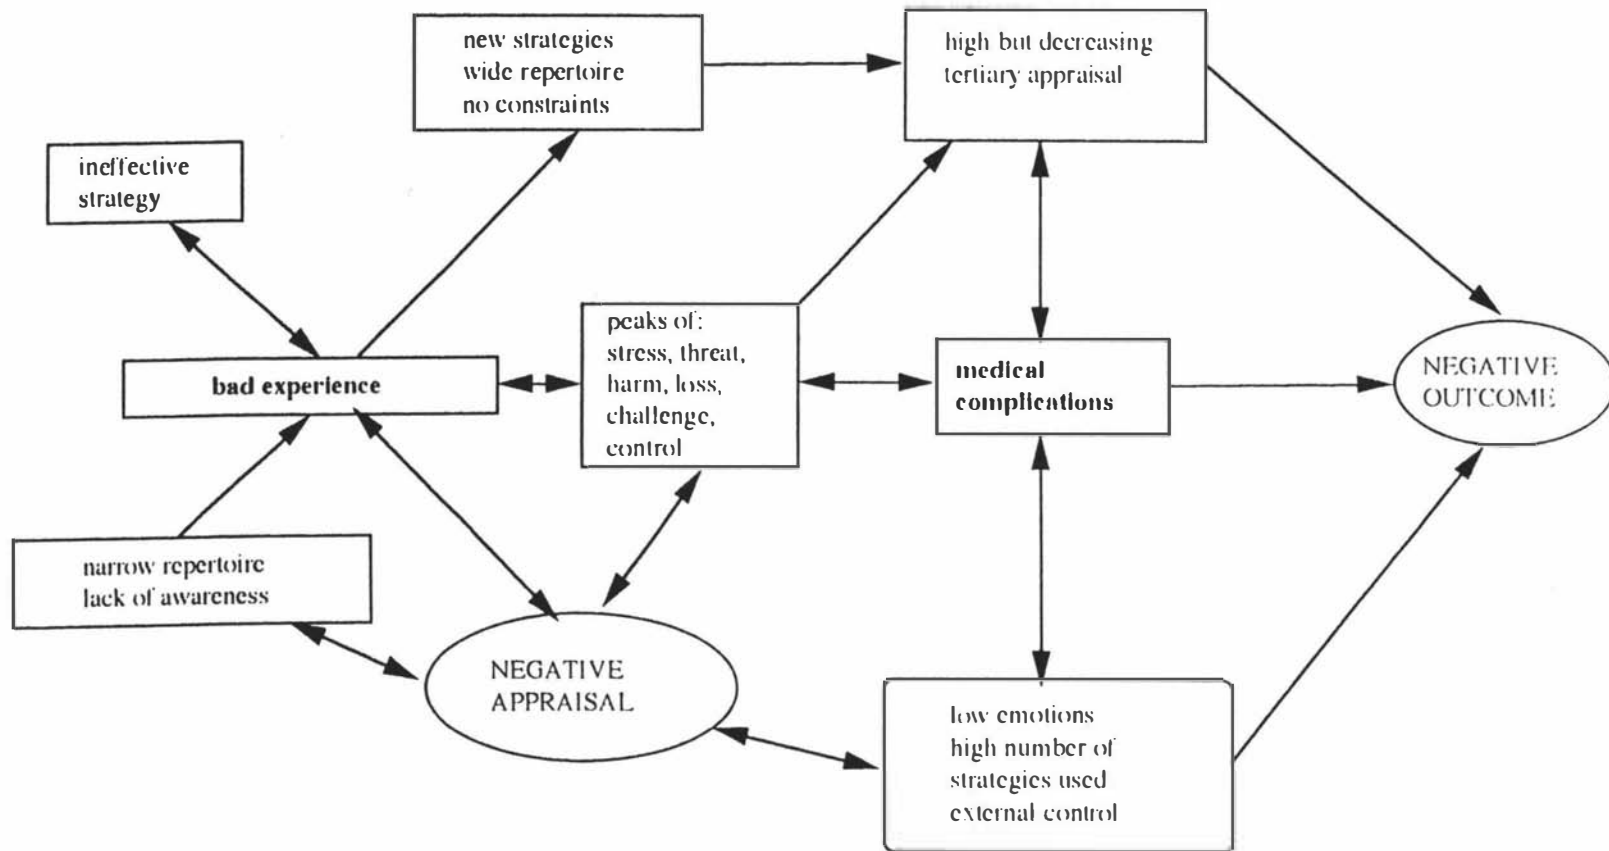 new strategies
wide repertoire
no constraints
high but decreasing
tertiary appraisal
ineffective
strategy
peaks of:
stress, threat,
harm, loss,
challenge,
control
bad experience
medical
complications
NEGATIVE
OUTCOME
narrow repertoire
lack of awareness
NEGATIVE
APPRAISAL
low emotions
high number of
strategies used
external control